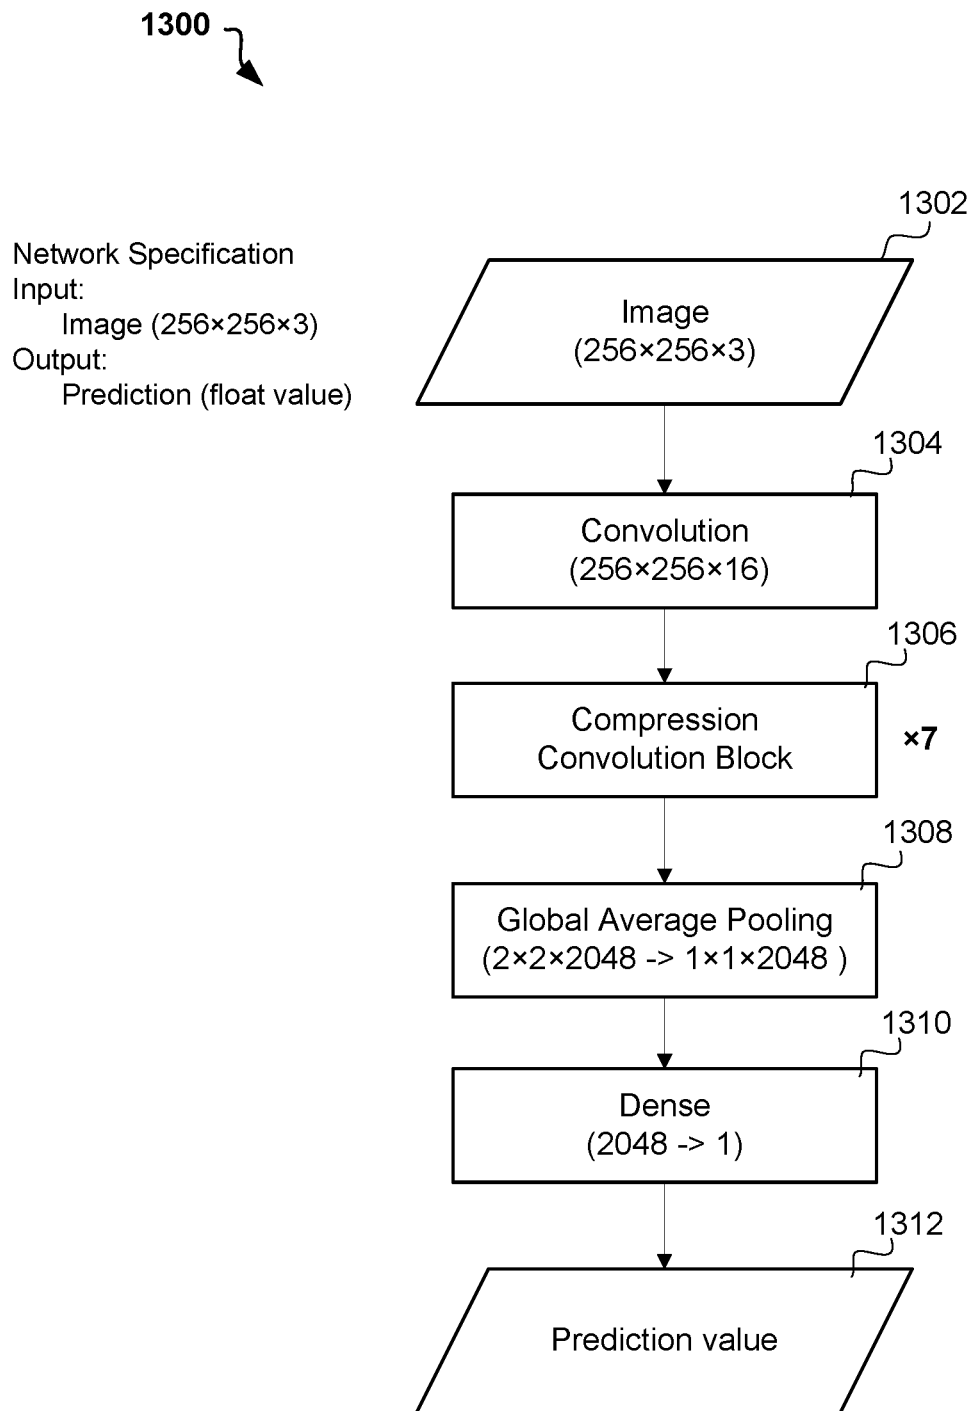 1300
1302
Network Specification
Input:
Image (256×256×3)
Output:
Prediction (float value)
Image
(256×256×3)
1304
Convolution
(256×256×16)
1306
Compression
Convolution Block
×7
1308
Global Average Pooling
(2×2×2048 -> 1×1×2048 )
1310
Dense
(2048 -> 1)
1312
Prediction value